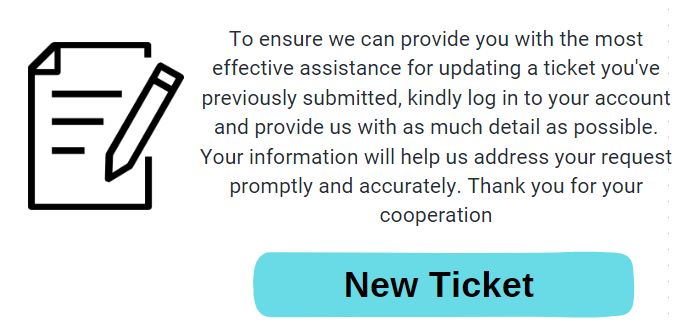 To ensure we can provide you with the most
effective assistance for updating a ticket you've
previously submitted, kindly log in to your account
and provide us with as much detail as possible.
Your information will help us address your request
promptly and accurately. Thank you for your
cooperation
New Ticket